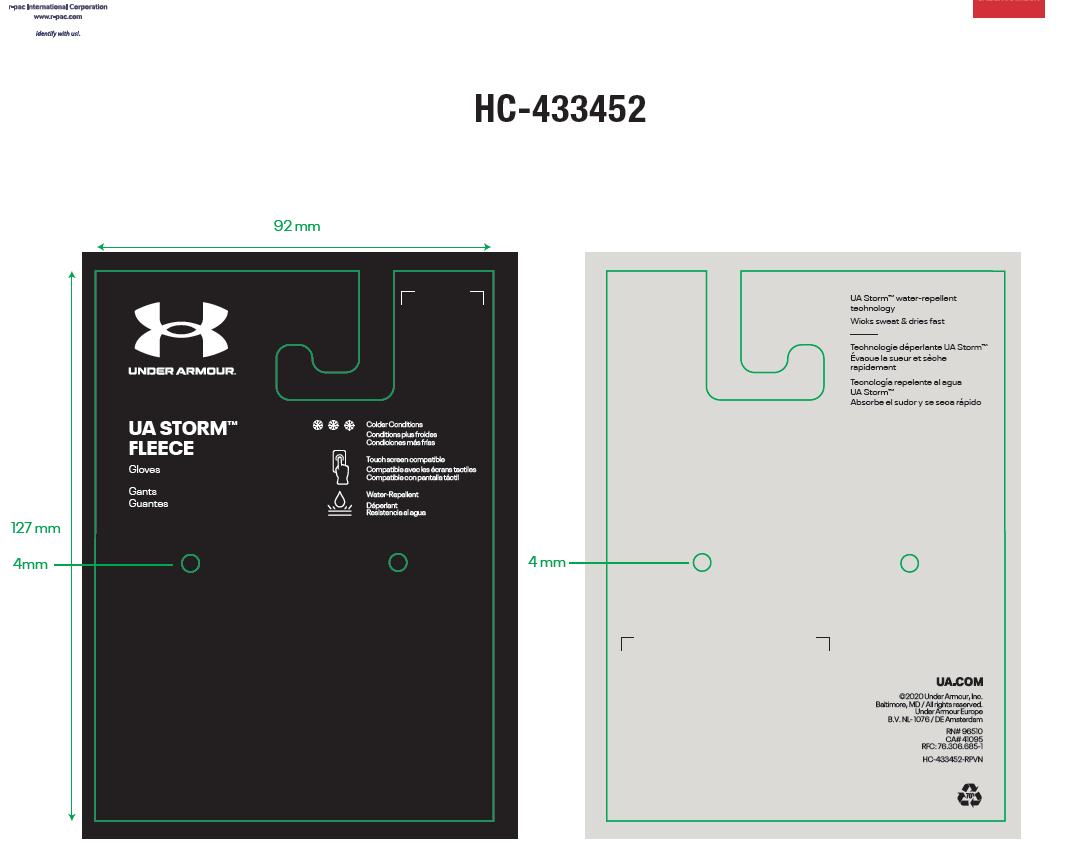 r-pac International Corporation
www.r-pac.com
identify with us!.
HC-433452
92 mm
127 mm
4mm
UNDER ARMOUR.
UA STORM™
FLEECE
Gloves
Gants
Guantes
Colder Conditions
Conditions plus froides
Condiciones más frías
Touch screen compatible
Compatible avec les écrans tactiles
Compatible con pantalla táctil
Water-Repellent
Déperlant
Resistencia al agua
4 mm
UA Storm™ water-repellent
technology
Wicks sweat & dries fast
Technologie déperlante UA Storm™
Évacue la sueur et sèche
rapidement
Tecnología repelente al agua
UA Storm™
Absorbe el sudor y se seca rápido
UA.COM
©2020 Under Armour, Inc.
Baltimore, MD / All rights reserved.
Under Armour Europe
B.V. NL- 1076 / DE Amsterdam
RN# 96510
CA# 41095
RFC: 76.306.685-1
HC-433452-RPVN